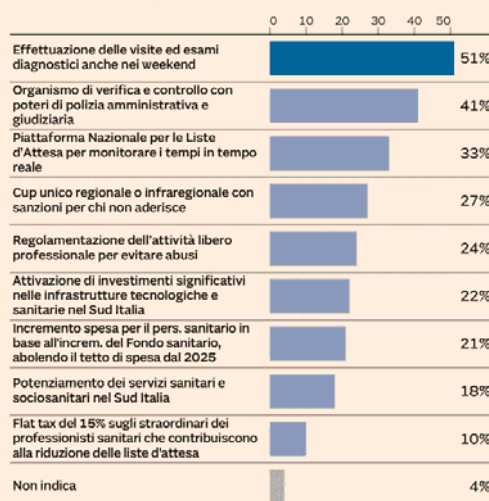 0 10 20 30 40 50
Effettuazione delle visite ed esami
diagnostici anche nei weekend
51%
Organismo di verifica e controllo con
poteri di polizia amministrativa e
giudiziaria
41%
Piattaforma Nazionale per le Liste
d'Attesa per monitorare i tempi in tempo
reale
33%
Cup unico regionale o infraregionale con
sanzioni per chi non aderisce
27%
Regolamentazione dell'attività libero
professionale per evitare abusi
24%
Attivazione di investimenti significativi
nelle infrastrutture tecnologiche e
sanitarie nel Sud Italia
22%
Incremento spesa per il pers. sanitario in
base all'increm. del Fondo sanitario,
abolendo il tetto di spesa dal 2025
21%
Potenziamento dei servizi sanitari e
sociosanitari nel Sud Italia
18%
Flat tax del 15% sugli straordinari dei
professionisti sanitari che contribuiscono
alla riduzione delle liste d'attesa
10%
Non indica
4%